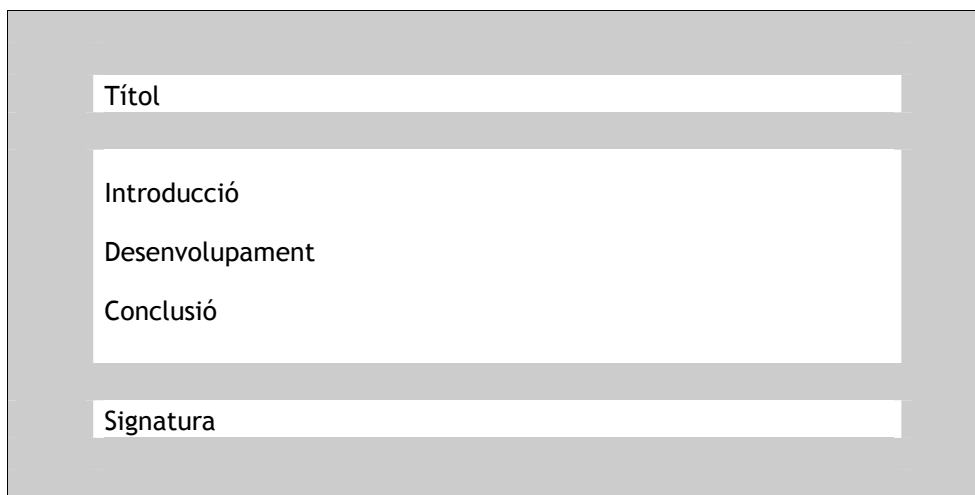 Títol
Introducció
Desenvolupament
Conclusió
Signatura